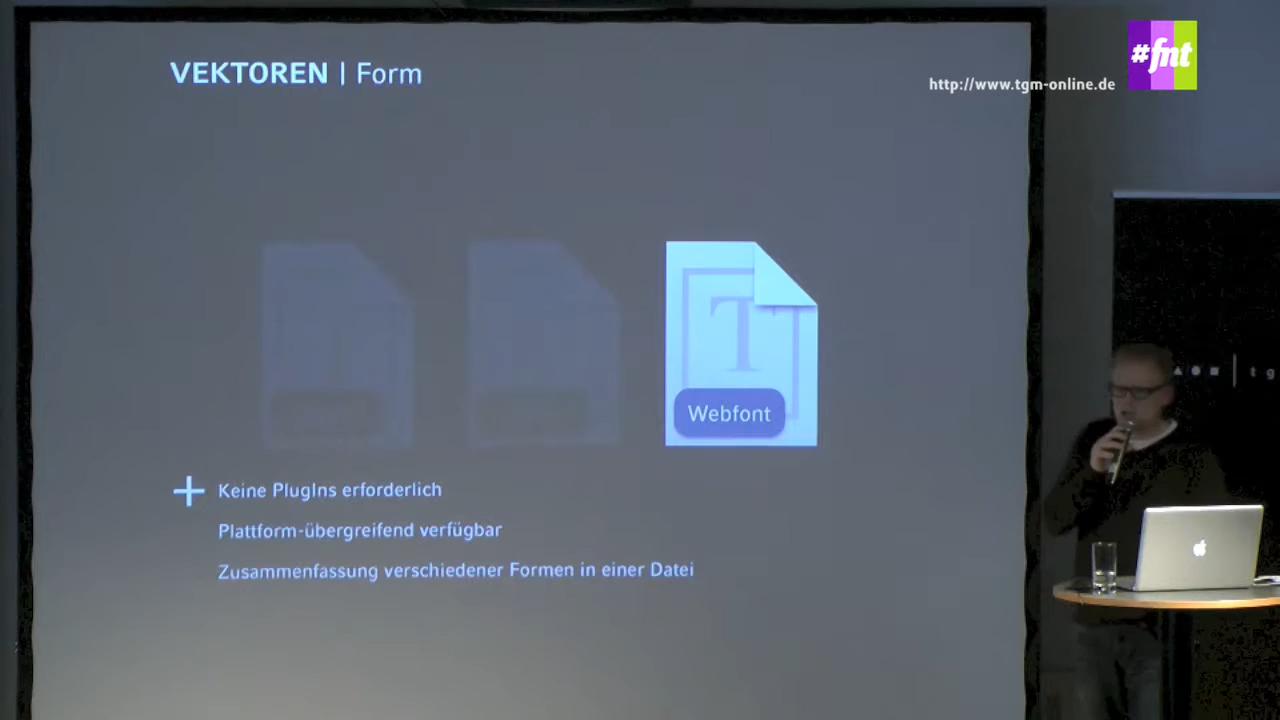 VEKTOREN | Form
http://www.tgm-online.de
#fnt
T T
Webfont
tg
+ Keine PlugIns erforderlich
Plattform-übergreifend verfügbar
Zusammenfassung verschiedener Formen in einer Datei